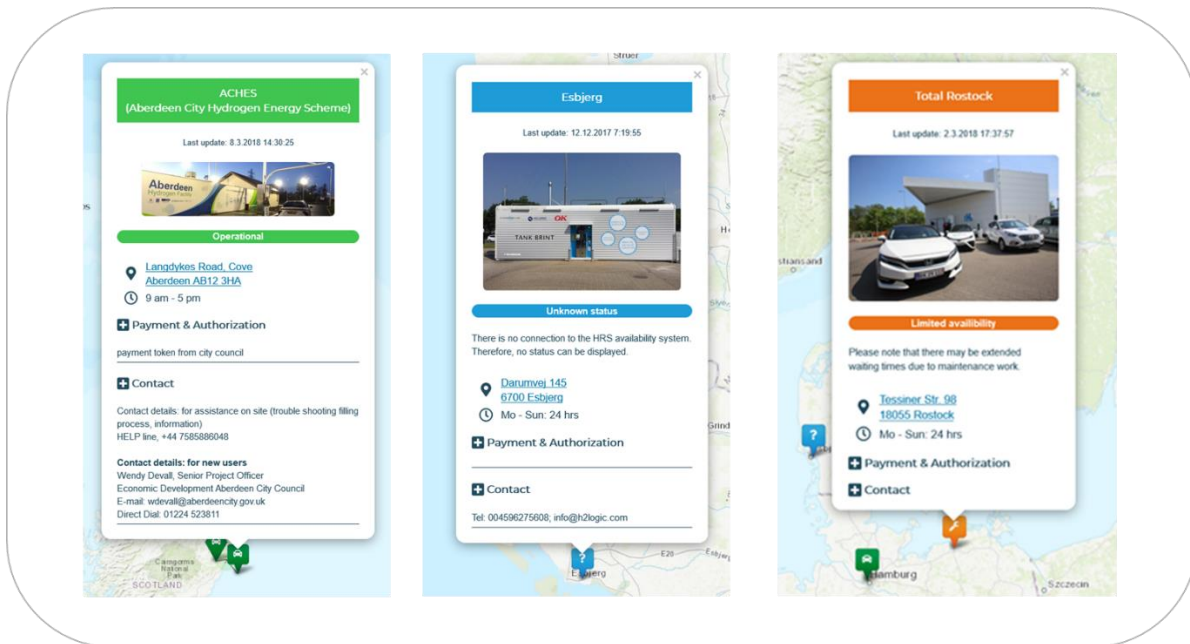 ACHES
(Aberdeen City Hydrogen Energy Scheme)
Last update: 8.3.2018 14:30:25
Aberdeen
Hydrogen Facility
Operational
Langdykes Road, Cove
Aberdeen AB12 3HA
9 am - 5 pm
Payment & Authorization
payment token from city council
Contact
Contact details: for assistance on site (trouble shooting filling
process, information)
HELP line, +44 7585886048
Contact details: for new users
Wendy Devall, Senior Project Officer
Economic Development Aberdeen City Council
E-mail: wdevall@aberdeencity.gov.uk
Direct Dial: 01224 523811
Cairngorms
National
Park
SCOTLAND
Struer
Esbjerg
Last update: 12.12.2017 7:19:55
OK
TANK BRINT
Unknown status
There is no connection to the HRS availability system.
Therefore, no status can be displayed.
Darumvej 145
6700 Esbjerg
Mo - Sun: 24 hrs
Payment & Authorization
Contact
Tel: 004596275608; info@h2logic.com
Grind
?
E20
Total Rostock
Last update: 2.3.2018 17:37:57
Limited availibility
Please note that there may be extended
waiting times due to maintenance work.
Tessiner Str. 98
18055 Rostock
Mo - Sun: 24 hrs
Payment & Authorization
Contact
stiansand
?
Hamburg
Szczecin